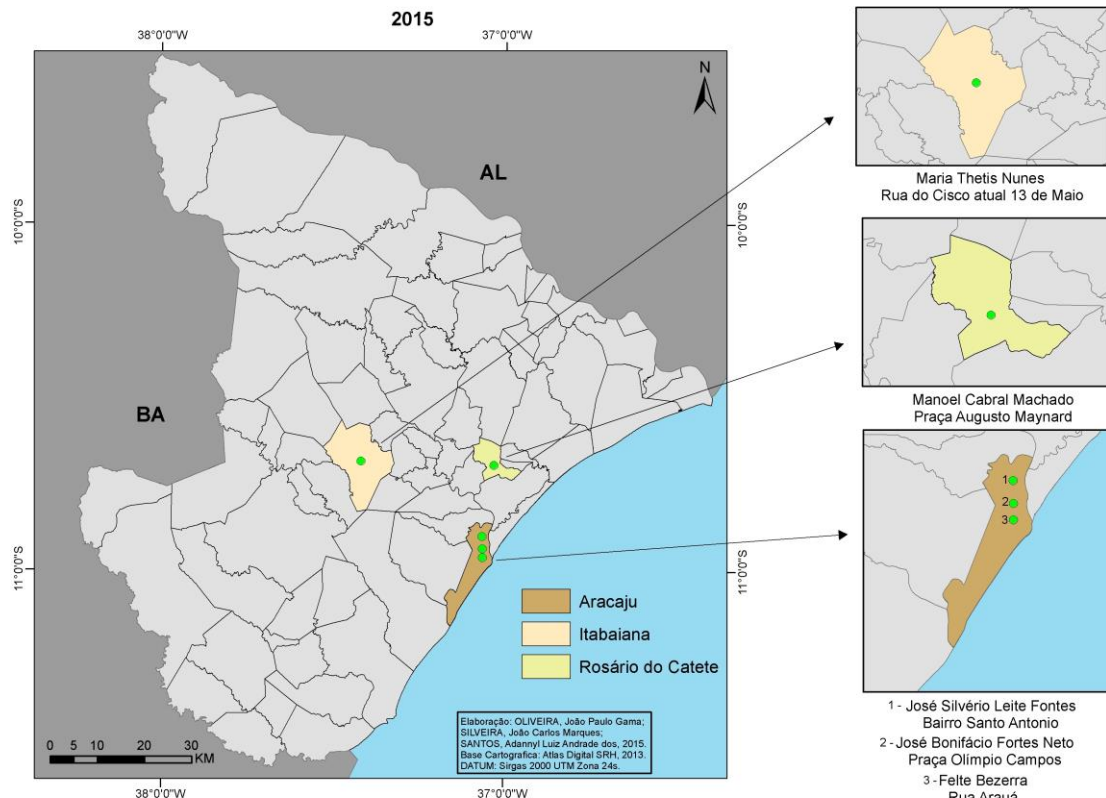 2015
38°0'0"W
37°0'0"W
N
AL
BA
10°0'0"S
10°0'0"S
11°0'0"S
11°0'0"S
Aracaju
Itabaiana
Rosário do Catete
0 5 10 20 30
KM
Elaboração: OLIVEIRA, João Paulo Gama;
SILVEIRA, João Carlos Marques;
SANTOS, Adannyl Luiz Andrade dos, 2015.
Base Cartografica: Atlas Digital SRH, 2013.
DATUM: Sirgas 2000 UTM Zona 24s.
38°0'0"W
37°0'0"W
Maria Thetis Nunes
Rua do Cisco atual 13 de Maio
Manoel Cabral Machado
Praça Augusto Maynard
1
2
3
1 - José Silvério Leite Fontes
Bairro Santo Antonio
2 - José Bonifácio Fortes Neto
Praça Olímpio Campos
3 - Felte Bezerra
Rua Arauá